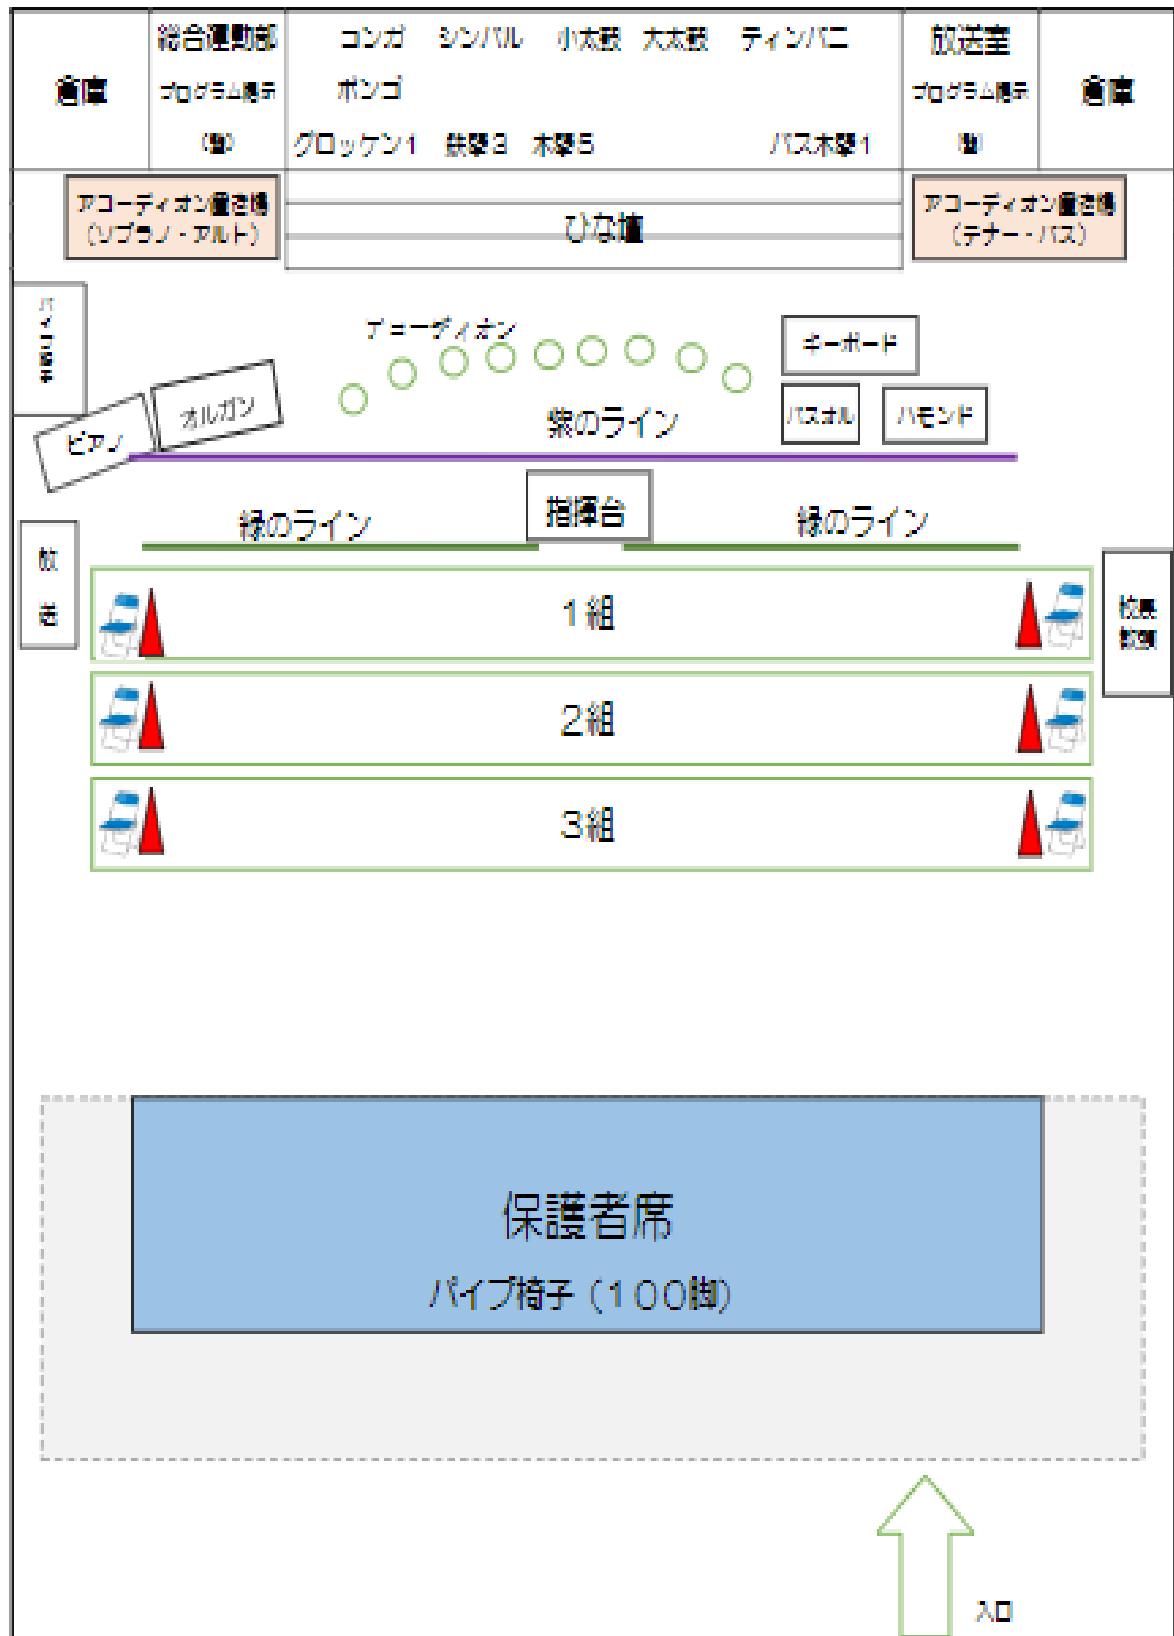 総合運動部 コンガ シンバル 小太鼓 大太鼓 ティンパニ 放送室
倉庫 プログラム掲示 ボンゴ プログラム掲示 倉庫
グロッケン1 鉄琴3 木琴5 バス木琴1
アコーディオン置き場 アコーディオン置き場
(ソプラノ・アルト) ひな壇 (テナー・バス)
アコーディオン キーボード
オルガン バスオル ハモンド
ピアノ 紫のライン
緑のライン 指揮台 緑のライン
放
送
1組
校長
教頭
2組
3組
保護者席
パイプ椅子(100脚)
入口